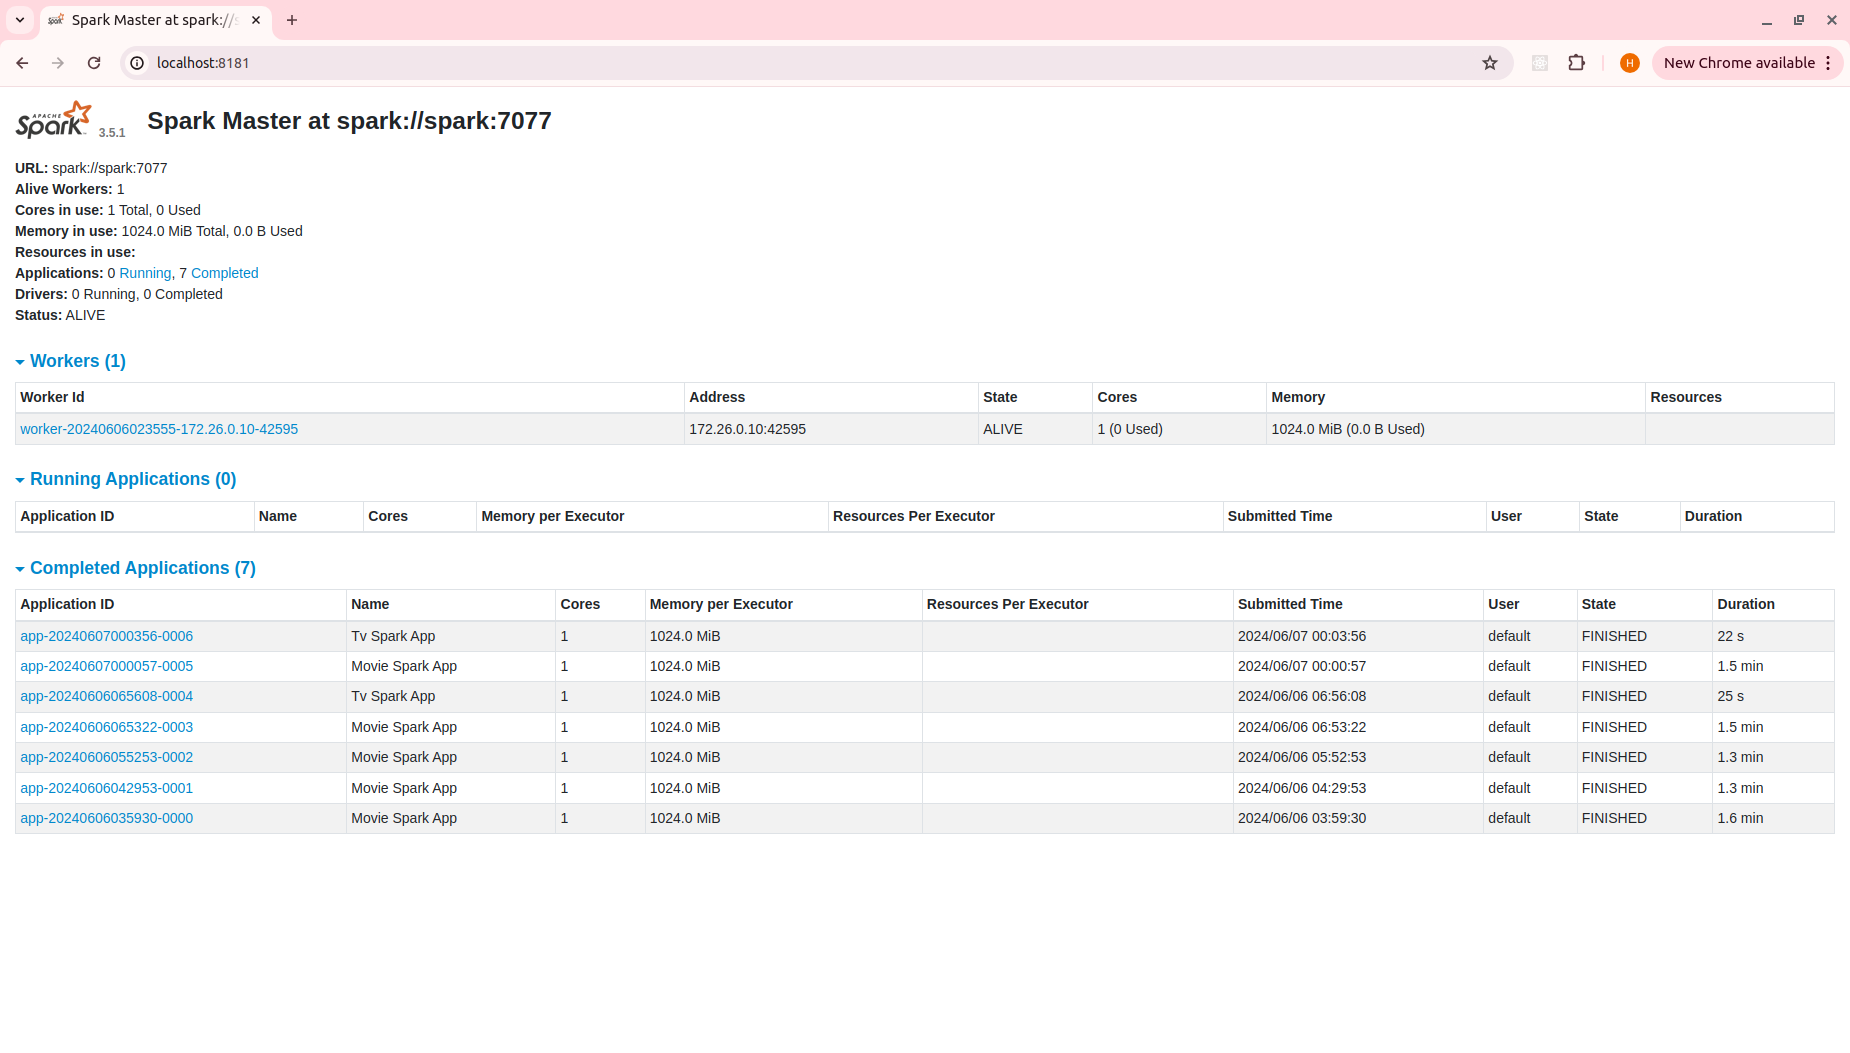 Spark Master at spark://s
localhost:8181
H
New Chrome available
APACHE
Spark
3.5.1
Spark Master at spark://spark:7077
URL: spark://spark:7077
Alive Workers: 1
Cores in use: 1 Total, 0 Used
Memory in use: 1024.0 MiB Total, 0.0 B Used
Resources in use:
Applications: 0 Running, 7 Completed
Drivers: 0 Running, 0 Completed
Status: ALIVE
Workers (1)
Worker Id Address State Cores Memory Resources
worker-20240606023555-172.26.0.10-42595 172.26.0.10:42595 ALIVE 1 (0 Used) 1024.0 MiB (0.0 B Used)
Running Applications (0)
Application ID Name Cores Memory per Executor Resources Per Executor Submitted Time User State Duration
Completed Applications (7)
Application ID Name Cores Memory per Executor Resources Per Executor Submitted Time User State Duration
app-20240607000356-0006 Tv Spark App 1 1024.0 MiB 2024/06/07 00:03:56 default FINISHED 22 s
app-20240607000057-0005 Movie Spark App 1 1024.0 MiB 2024/06/07 00:00:57 default FINISHED 1.5 min
app-20240606065608-0004 Tv Spark App 1 1024.0 MiB 2024/06/06 06:56:08 default FINISHED 25 s
app-20240606065322-0003 Movie Spark App 1 1024.0 MiB 2024/06/06 06:53:22 default FINISHED 1.5 min
app-20240606055253-0002 Movie Spark App 1 1024.0 MiB 2024/06/06 05:52:53 default FINISHED 1.3 min
app-20240606042953-0001 Movie Spark App 1 1024.0 MiB 2024/06/06 04:29:53 default FINISHED 1.3 min
app-20240606035930-0000 Movie Spark App 1 1024.0 MiB 2024/06/06 03:59:30 default FINISHED 1.6 min